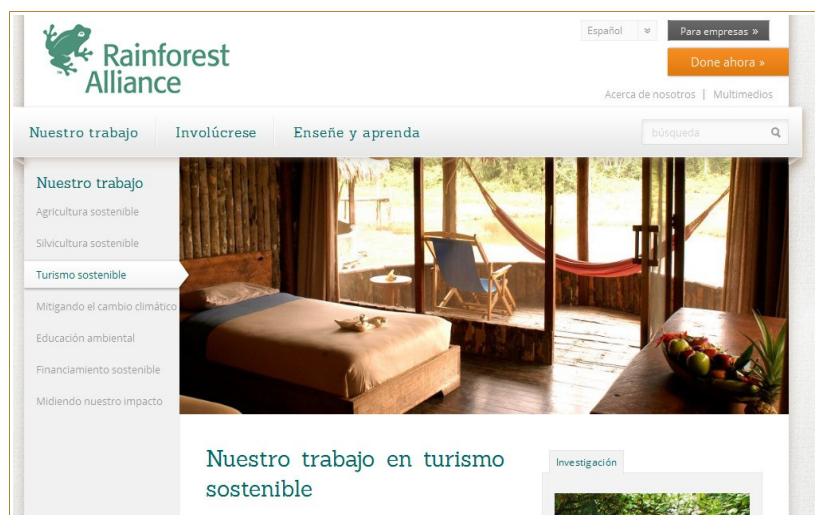 Rainforest
Alliance
Español
Para empresas »
Done ahora »
Acerca de nosotros | Multimedios
Nuestro trabajo
Involúcrese
Enseñe y aprenda
búsqueda
Nuestro trabajo
Agricultura sostenible
Silvicultura sostenible
Turismo sostenible
Mitigando el cambio climático
Educación ambiental
Financiamiento sostenible
Midiendo nuestro impacto
Nuestro trabajo en turismo
sostenible
Investigación